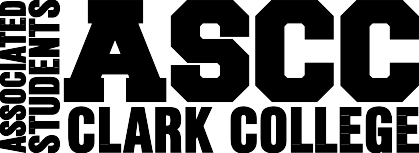 ASSOCIATED
STUDENTS
ASCC
CLARK COLLEGE